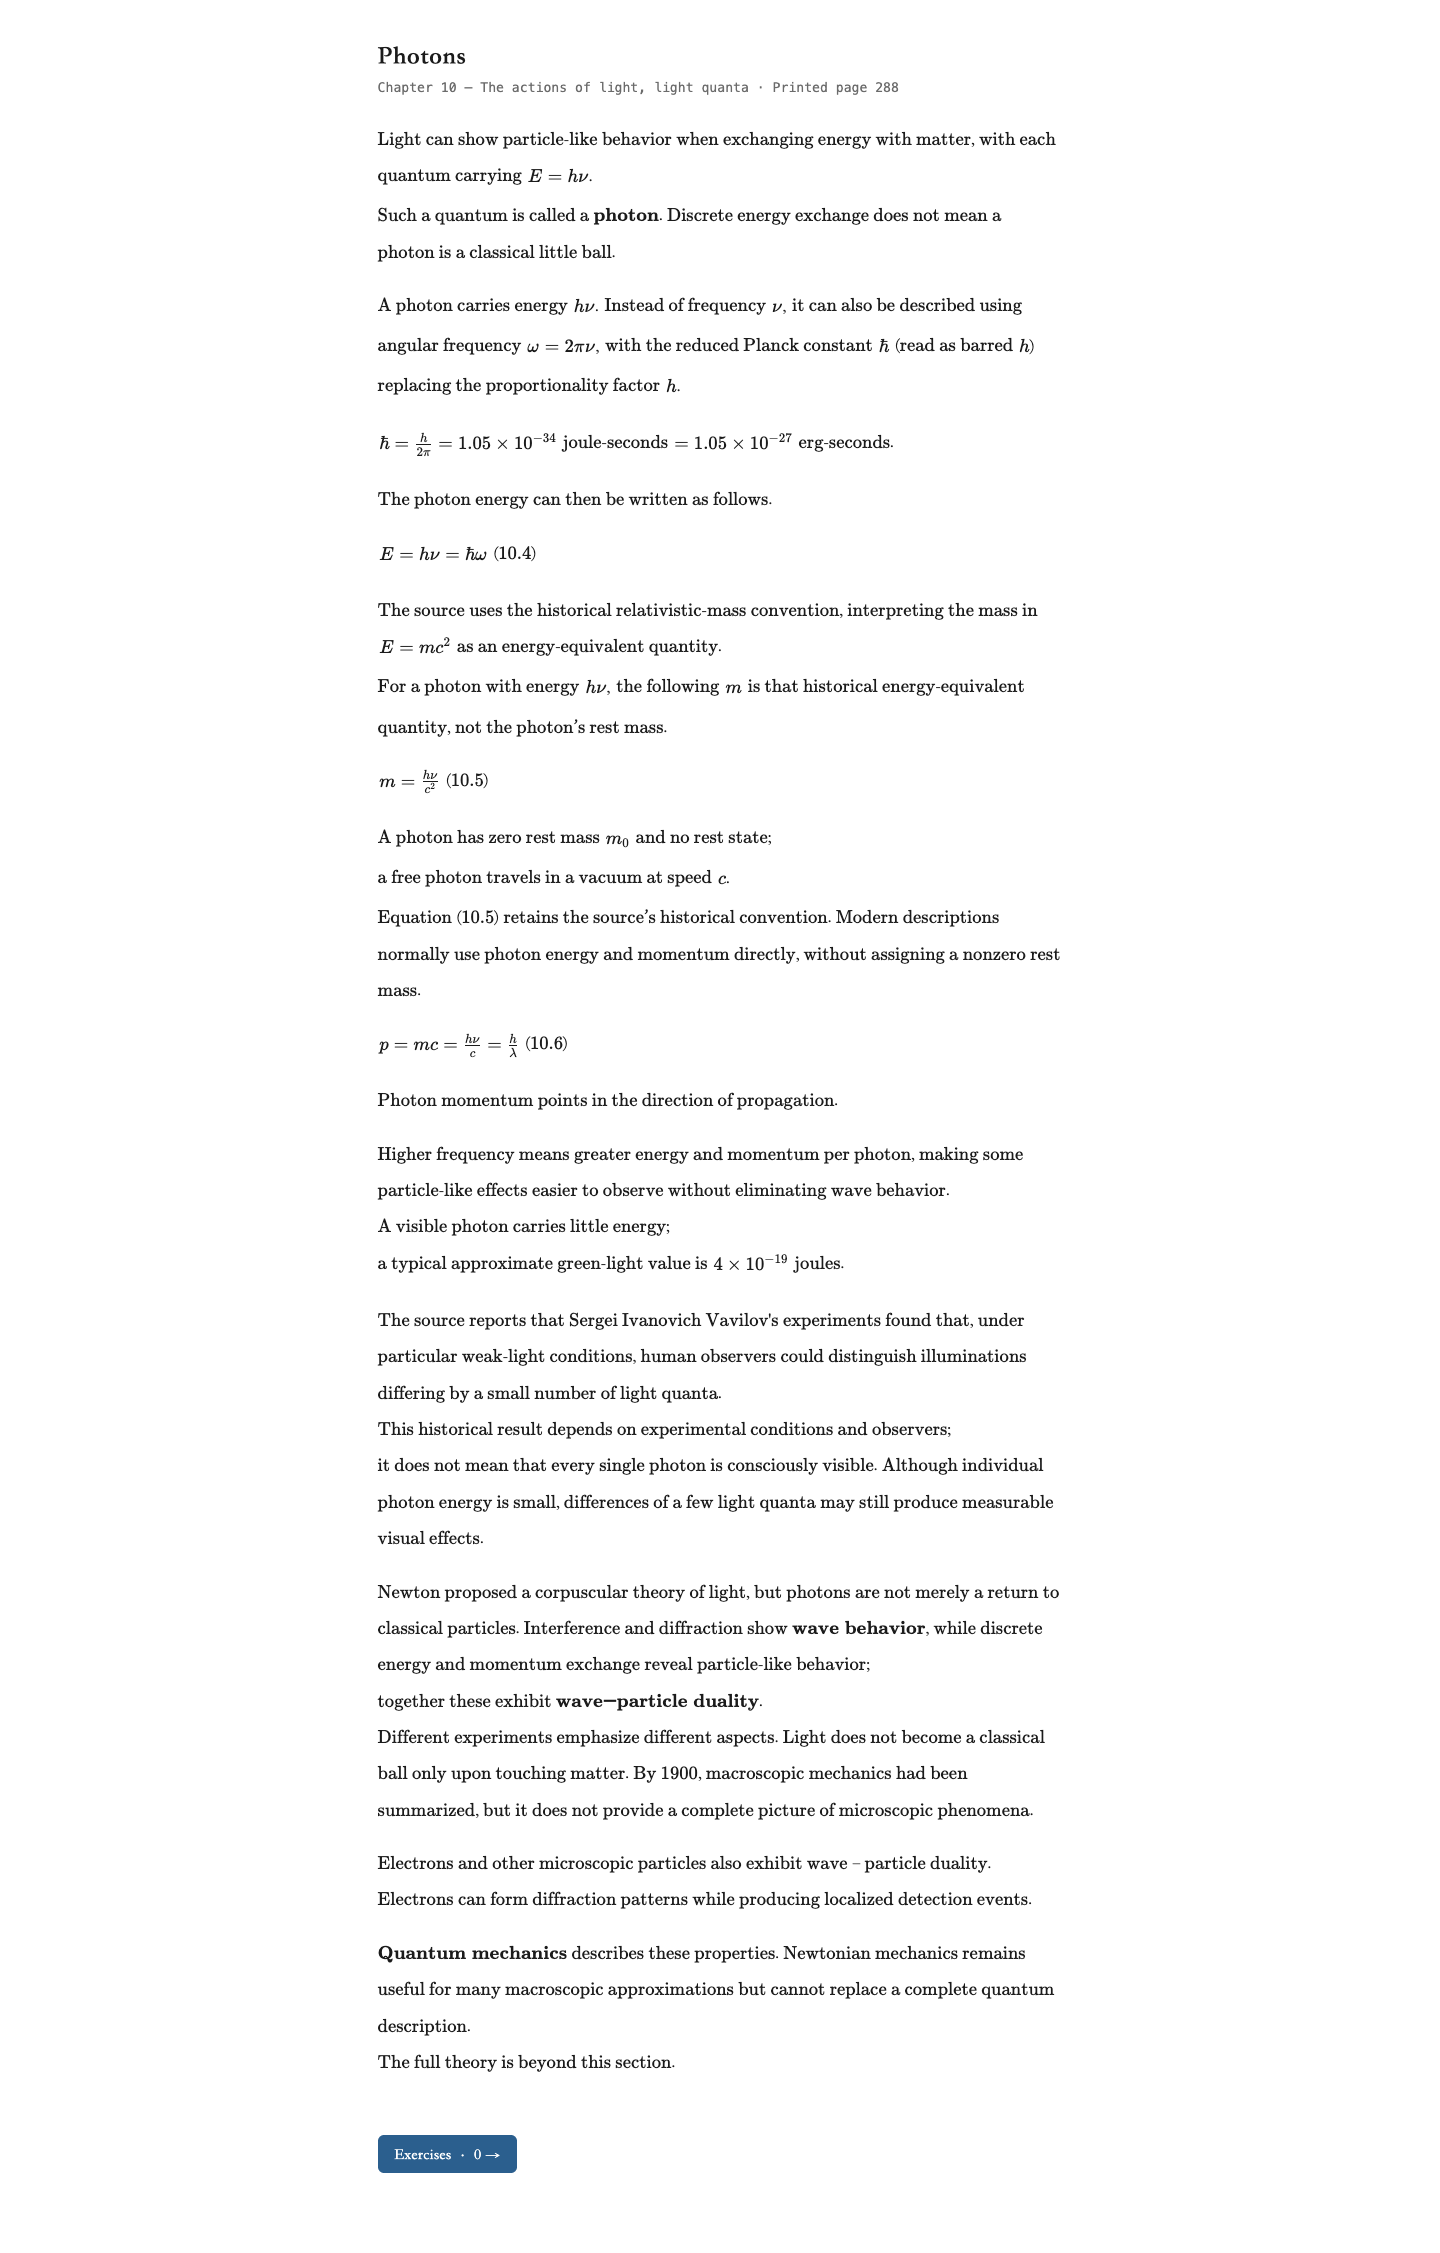 Photons
Chapter 10 — The actions of light, light quanta · Printed page 288
Light can show particle-like behavior when exchanging energy with matter, with each
quantum carrying E = hν.
Such a quantum is called a photon. Discrete energy exchange does not mean a
photon is a classical little ball.
A photon carries energy hν. Instead of frequency ν, it can also be described using
angular frequency ω = 2πν, with the reduced Planck constant ℏ (read as barred h)
replacing the proportionality factor h.
ℏ = h/2π = 1.05 × 10⁻³⁴ joule-seconds = 1.05 × 10⁻²⁷ erg-seconds.
The photon energy can then be written as follows.
E = hν = ℏω (10.4)
The source uses the historical relativistic-mass convention, interpreting the mass in
E = mc² as an energy-equivalent quantity.
For a photon with energy hν, the following m is that historical energy-equivalent
quantity, not the photon’s rest mass.
m = hν/c² (10.5)
A photon has zero rest mass m₀ and no rest state;
a free photon travels in a vacuum at speed c.
Equation (10.5) retains the source’s historical convention. Modern descriptions
normally use photon energy and momentum directly, without assigning a nonzero rest
mass.
p = mc = hν/c = h/λ (10.6)
Photon momentum points in the direction of propagation.
Higher frequency means greater energy and momentum per photon, making some
particle-like effects easier to observe without eliminating wave behavior.
A visible photon carries little energy;
a typical approximate green-light value is 4 × 10⁻¹⁹ joules.
The source reports that Sergei Ivanovich Vavilov's experiments found that, under
particular weak-light conditions, human observers could distinguish illuminations
differing by a small number of light quanta.
This historical result depends on experimental conditions and observers;
it does not mean that every single photon is consciously visible. Although individual
photon energy is small, differences of a few light quanta may still produce measurable
visual effects.
Newton proposed a corpuscular theory of light, but photons are not merely a return to
classical particles. Interference and diffraction show wave behavior, while discrete
energy and momentum exchange reveal particle-like behavior;
together these exhibit wave–particle duality.
Different experiments emphasize different aspects. Light does not become a classical
ball only upon touching matter. By 1900, macroscopic mechanics had been
summarized, but it does not provide a complete picture of microscopic phenomena.
Electrons and other microscopic particles also exhibit wave – particle duality.
Electrons can form diffraction patterns while producing localized detection events.
Quantum mechanics describes these properties. Newtonian mechanics remains
useful for many macroscopic approximations but cannot replace a complete quantum
description.
The full theory is beyond this section.
Exercises · 0 →